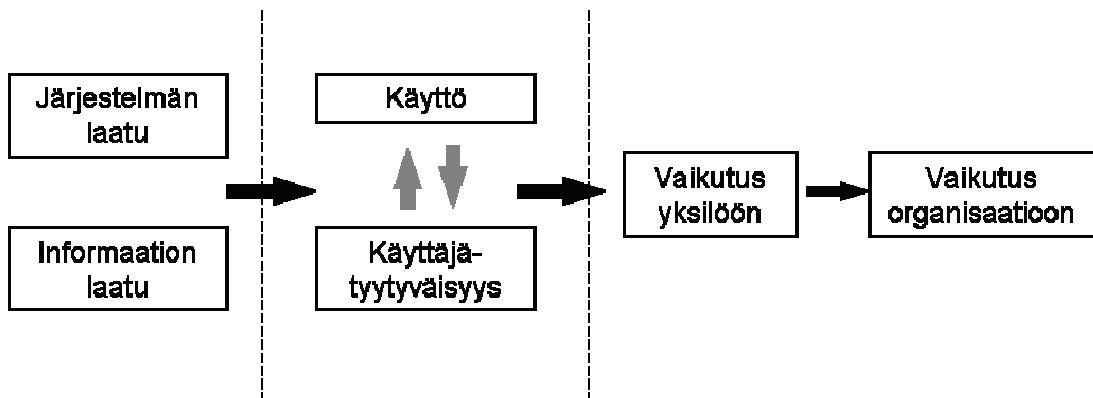 Järjestelmän
laatu
Informaation
laatu
Käyttö
Käyttäjä-
tyytyväisyys
Vaikutus
yksilöön
Vaikutus
organisaatioon